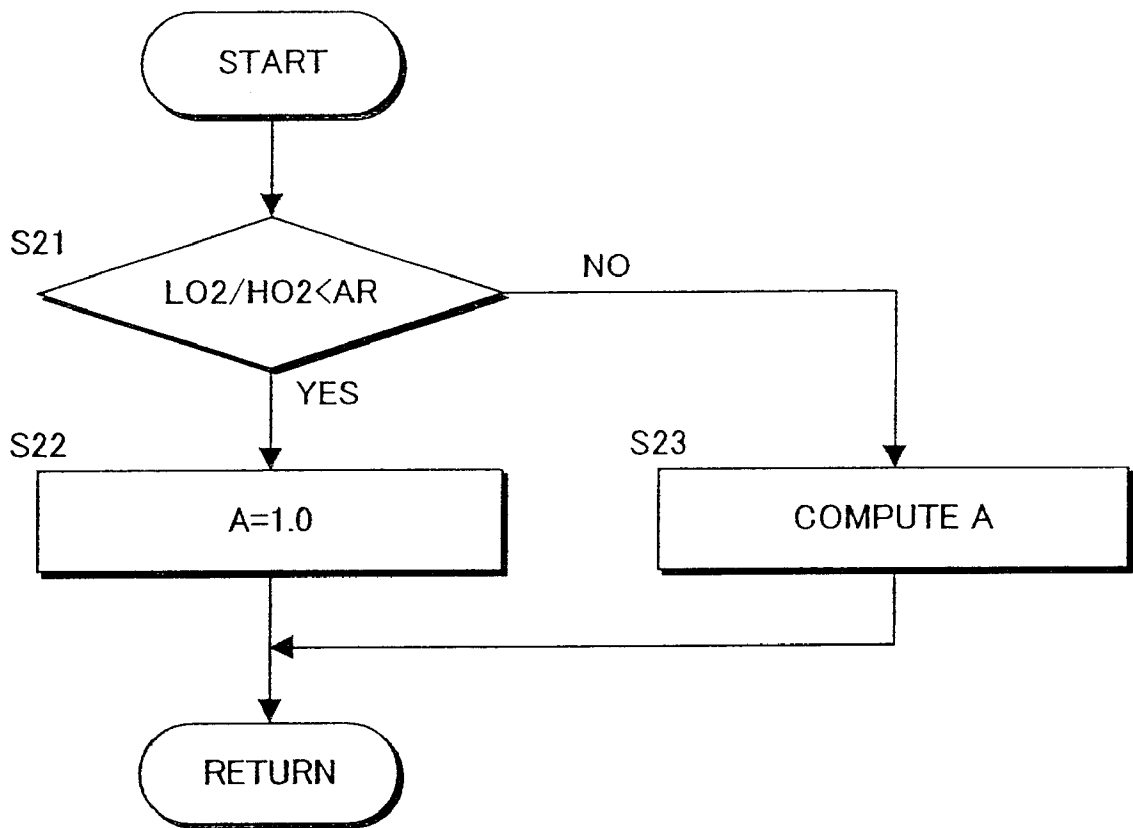 START
S21
LO2/HO2<AR
NO
YES
S22
A=1.0
S23
COMPUTE A
RETURN